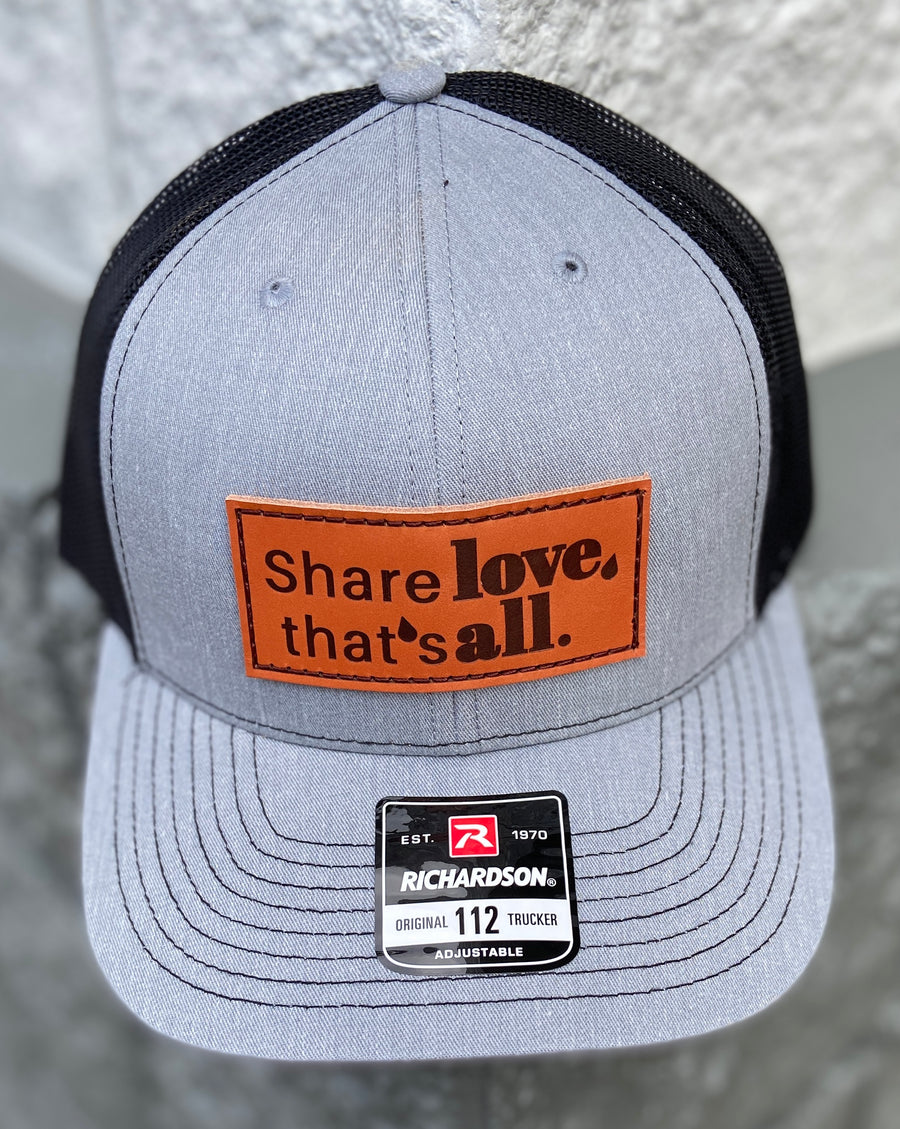 Share love,
that's all.
EST. R 1970
RICHARDSON®
ORIGINAL 112 TRUCKER
ADJUSTABLE